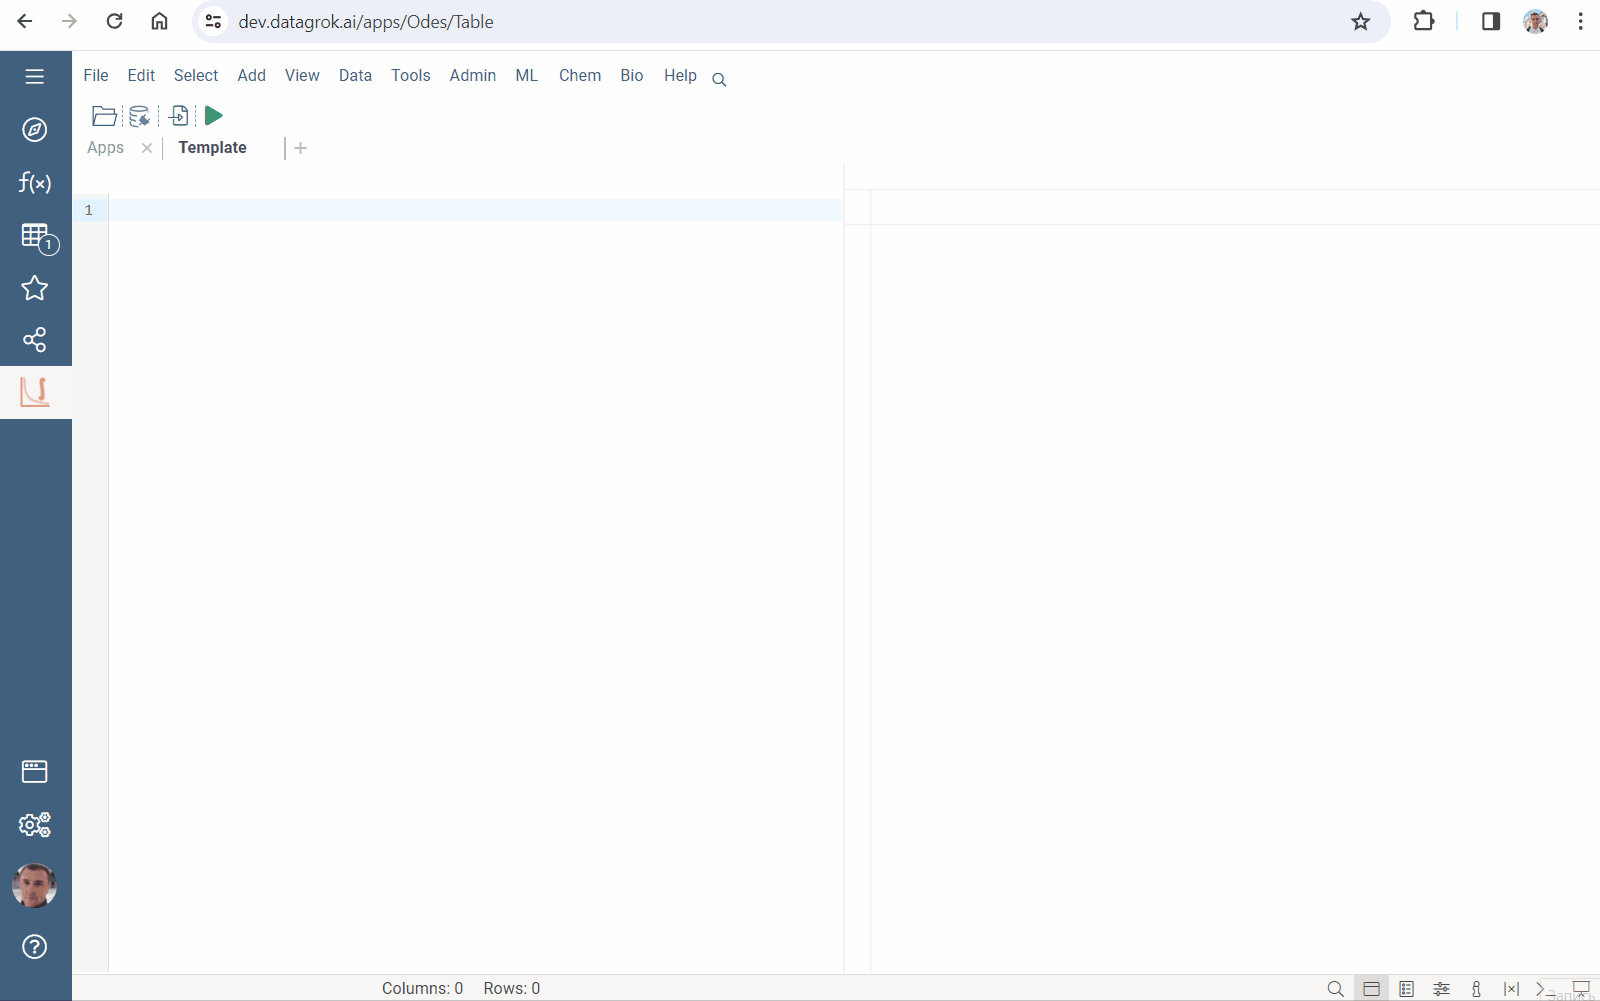 dev.datagrok.ai/apps/Odes/Table
File Edit Select Add View Data Tools Admin ML Chem Bio Help
Apps Template
f(x)
1
1
Columns: 0 Rows: 0
Запись